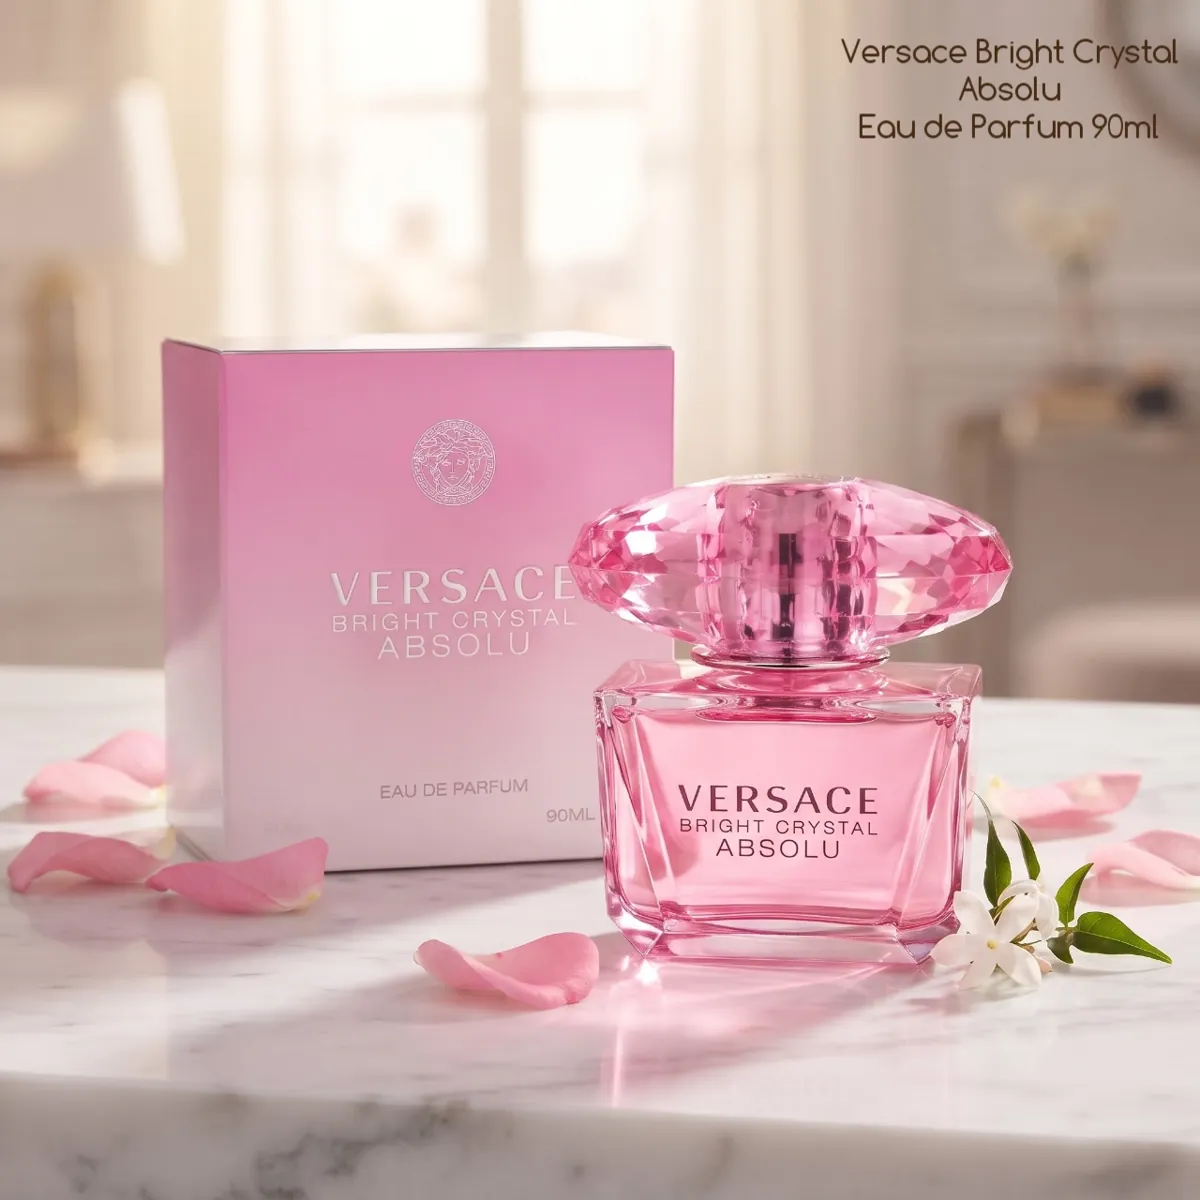 Versace Bright Crystal
Absolu
Eau de Parfum 90ml
VERSACE
BRIGHT CRYSTAL
ABSOLU
EAU DE PARFUM
90ML
VERSACE
BRIGHT CRYSTAL
ABSOLU